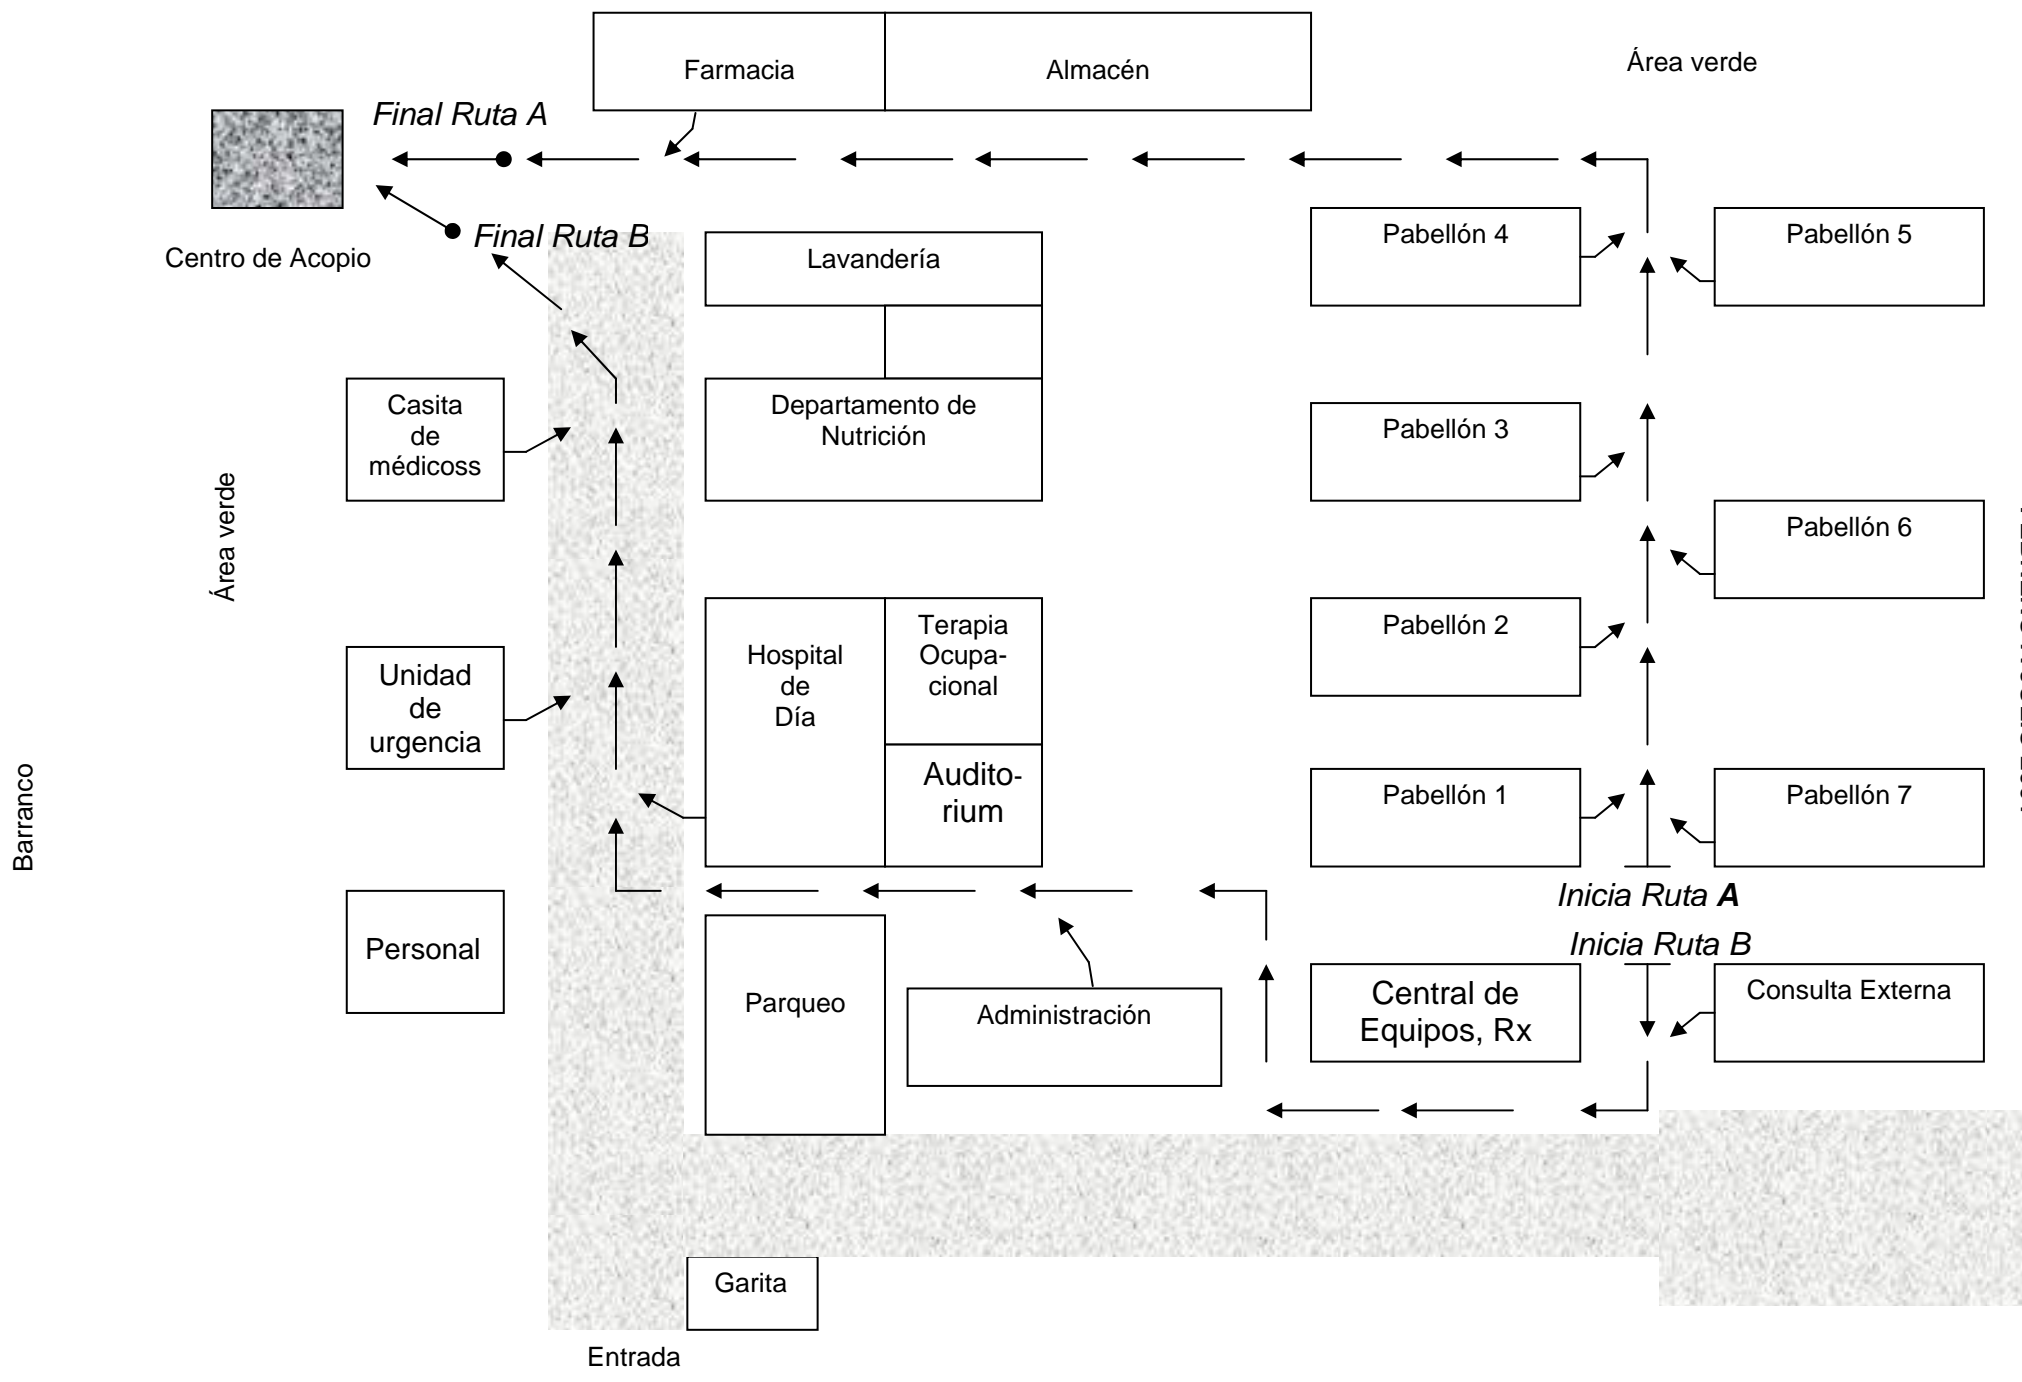 Farmacia
Almacén
Área verde
Final Ruta A
Final Ruta B
Centro de Acopio
Lavandería
Pabellón 4
Pabellón 5
Casita
de
médicoss
Departamento de
Nutrición
Pabellón 3
Área verde
Pabellón 6
Unidad
de
urgencia
Hospital
de
Día
Terapia
Ocupa-
cional
Pabellón 2
Audito-
rium
Pabellón 1
Pabellón 7
Barranco
Inicia Ruta A
Inicia Ruta B
Personal
Parqueo
Administración
Central de
Equipos, Rx
Consulta Externa
Garita
Entrada